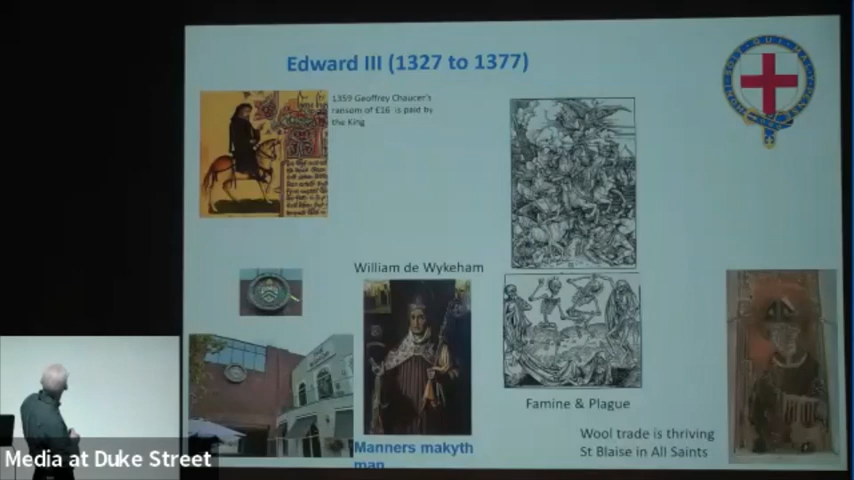 Edward III (1327 to 1377)
1359 Geoffrey Chaucer's
ransom of £16 is paid by
the King
William de Wykeham
Famine & Plague
Manners makyth
man
Wool trade is thriving
St Blaise in All Saints
Media at Duke Street